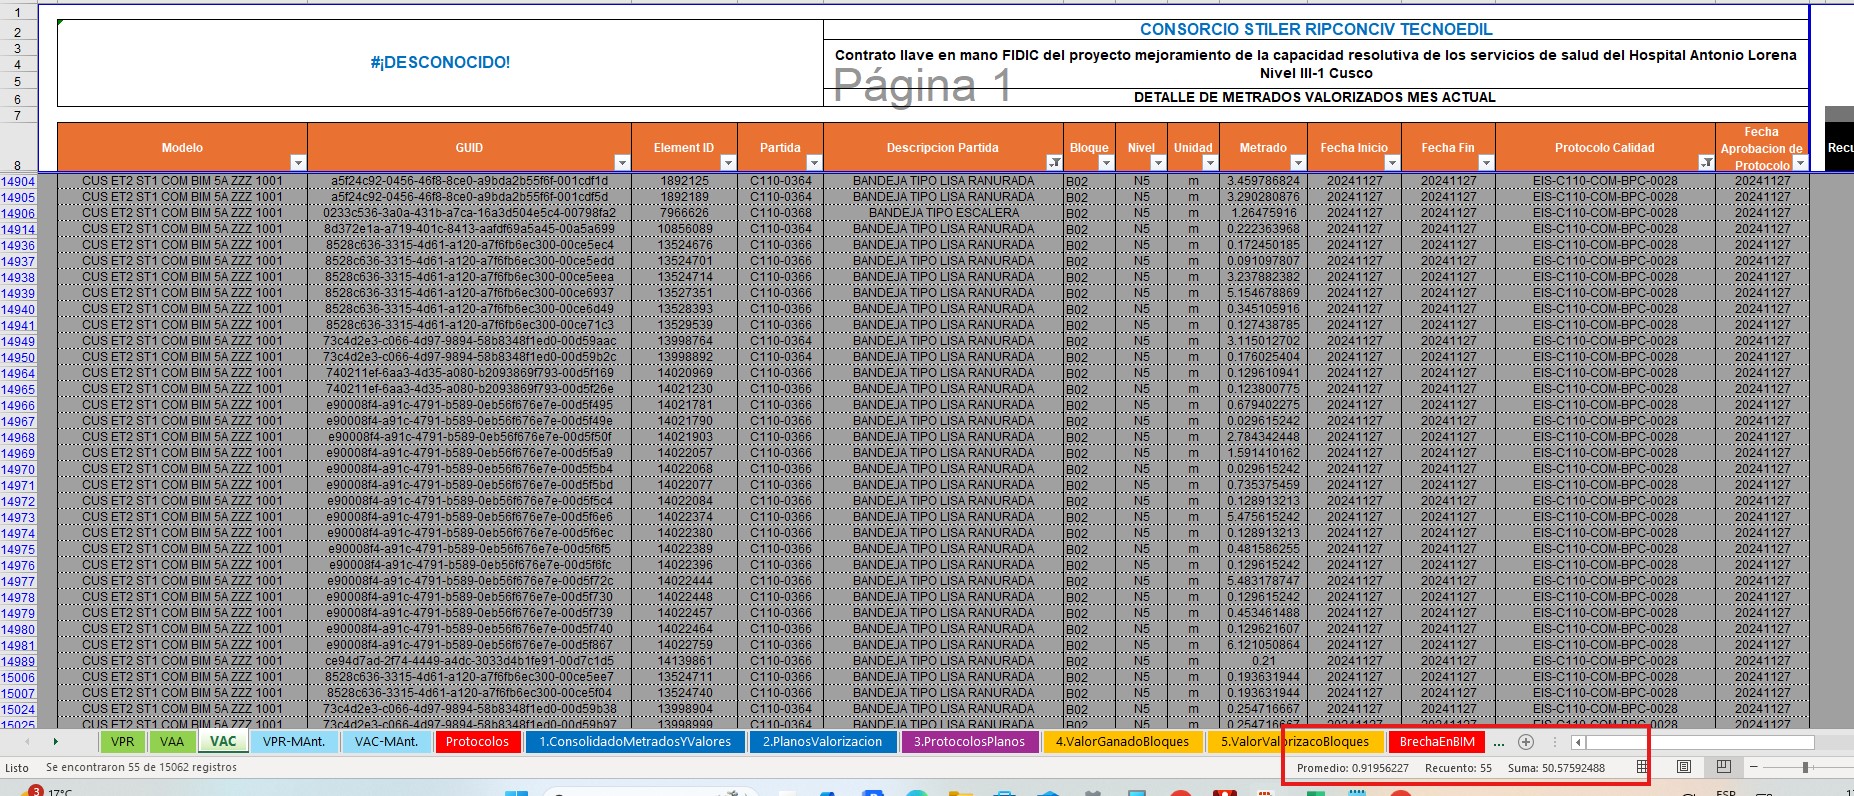 CONSORCIO STILER RIPCONCIV TECNOEDIL
#¡DESCONOCIDO!
Contrato llave en mano FIDIC del proyecto mejoramiento de la capacidad resolutiva de los servicios de salud del Hospital Antonio Lorena
Nivel III-1 Cusco
Página 1
DETALLE DE METRADOS VALORIZADOS MES ACTUAL
1
2
3
4
5
6
7
8 Modelo GUID Element ID Partida Descripcion Partida Bloque Nivel Unidad Metrado Fecha Inicio Fecha Fin Protocolo Calidad Fecha Aprobacion de Protocolo Recu
14904 CUS ET2 ST1 COM BIM 5A ZZZ 1001 a5f24c92-0456-46f8-8ce0-a9bda2b55f6f-001cdf1d 1892125 C110-0364 BANDEJA TIPO LISA RANURADA B02 N5 m 3.459786824 20241127 20241127 EIS-C110-COM-BPC-0028 20241127
14905 CUS ET2 ST1 COM BIM 5A ZZZ 1001 a5f24c92-0456-46f8-8ce0-a9bda2b55f6f-001cdf5d 1892189 C110-0364 BANDEJA TIPO LISA RANURADA B02 N5 m 3.290280876 20241127 20241127 EIS-C110-COM-BPC-0028 20241127
14906 CUS ET2 ST1 COM BIM 5A ZZZ 1001 0233c536-3a0a-431b-a7ca-16a3d504e5c4-00798fa2 7966626 C110-0368 BANDEJA TIPO ESCALERA B02 N5 m 1.26475916 20241127 20241127 EIS-C110-COM-BPC-0028 20241127
14914 CUS ET2 ST1 COM BIM 5A ZZZ 1001 8d372e1a-a719-401c-8413-aafdf69a5a45-00a5a699 10856089 C110-0364 BANDEJA TIPO LISA RANURADA B02 N5 m 0.222363968 20241127 20241127 EIS-C110-COM-BPC-0028 20241127
14936 CUS ET2 ST1 COM BIM 5A ZZZ 1001 8528c636-3315-4d61-a120-a7f6fb6ec300-00ce5ec4 13524676 C110-0366 BANDEJA TIPO LISA RANURADA B02 N5 m 0.172450185 20241127 20241127 EIS-C110-COM-BPC-0028 20241127
14937 CUS ET2 ST1 COM BIM 5A ZZZ 1001 8528c636-3315-4d61-a120-a7f6fb6ec300-00ce5edd 13524701 C110-0366 BANDEJA TIPO LISA RANURADA B02 N5 m 0.091097807 20241127 20241127 EIS-C110-COM-BPC-0028 20241127
14938 CUS ET2 ST1 COM BIM 5A ZZZ 1001 8528c636-3315-4d61-a120-a7f6fb6ec300-00ce5eea 13524714 C110-0366 BANDEJA TIPO LISA RANURADA B02 N5 m 3.237882382 20241127 20241127 EIS-C110-COM-BPC-0028 20241127
14939 CUS ET2 ST1 COM BIM 5A ZZZ 1001 8528c636-3315-4d61-a120-a7f6fb6ec300-00ce6937 13527351 C110-0366 BANDEJA TIPO LISA RANURADA B02 N5 m 5.154678869 20241127 20241127 EIS-C110-COM-BPC-0028 20241127
14940 CUS ET2 ST1 COM BIM 5A ZZZ 1001 8528c636-3315-4d61-a120-a7f6fb6ec300-00ce6d49 13528393 C110-0366 BANDEJA TIPO LISA RANURADA B02 N5 m 0.345105916 20241127 20241127 EIS-C110-COM-BPC-0028 20241127
14941 CUS ET2 ST1 COM BIM 5A ZZZ 1001 8528c636-3315-4d61-a120-a7f6fb6ec300-00ce71c3 13529539 C110-0366 BANDEJA TIPO LISA RANURADA B02 N5 m 0.127438785 20241127 20241127 EIS-C110-COM-BPC-0028 20241127
14949 CUS ET2 ST1 COM BIM 5A ZZZ 1001 73c4d2e3-c066-4d97-9894-58b8348f1ed0-00d59aac 13998764 C110-0364 BANDEJA TIPO LISA RANURADA B02 N5 m 3.115012702 20241127 20241127 EIS-C110-COM-BPC-0028 20241127
14950 CUS ET2 ST1 COM BIM 5A ZZZ 1001 73c4d2e3-c066-4d97-9894-58b8348f1ed0-00d59b2c 13998892 C110-0364 BANDEJA TIPO LISA RANURADA B02 N5 m 0.176025404 20241127 20241127 EIS-C110-COM-BPC-0028 20241127
14964 CUS ET2 ST1 COM BIM 5A ZZZ 1001 740211ef-6aa3-4d35-a080-b2093869f793-00d5f169 14020969 C110-0366 BANDEJA TIPO LISA RANURADA B02 N5 m 0.129610941 20241127 20241127 EIS-C110-COM-BPC-0028 20241127
14965 CUS ET2 ST1 COM BIM 5A ZZZ 1001 740211ef-6aa3-4d35-a080-b2093869f793-00d5f26e 14021230 C110-0366 BANDEJA TIPO LISA RANURADA B02 N5 m 0.123800775 20241127 20241127 EIS-C110-COM-BPC-0028 20241127
14966 CUS ET2 ST1 COM BIM 5A ZZZ 1001 e90008f4-a91c-4791-b589-0eb56f676e7e-00d5f495 14021781 C110-0366 BANDEJA TIPO LISA RANURADA B02 N5 m 0.679402275 20241127 20241127 EIS-C110-COM-BPC-0028 20241127
14967 CUS ET2 ST1 COM BIM 5A ZZZ 1001 e90008f4-a91c-4791-b589-0eb56f676e7e-00d5f49e 14021790 C110-0366 BANDEJA TIPO LISA RANURADA B02 N5 m 0.029615242 20241127 20241127 EIS-C110-COM-BPC-0028 20241127
14968 CUS ET2 ST1 COM BIM 5A ZZZ 1001 e90008f4-a91c-4791-b589-0eb56f676e7e-00d5f50f 14021903 C110-0366 BANDEJA TIPO LISA RANURADA B02 N5 m 2.784342448 20241127 20241127 EIS-C110-COM-BPC-0028 20241127
14969 CUS ET2 ST1 COM BIM 5A ZZZ 1001 e90008f4-a91c-4791-b589-0eb56f676e7e-00d5f5a9 14022057 C110-0366 BANDEJA TIPO LISA RANURADA B02 N5 m 1.591410162 20241127 20241127 EIS-C110-COM-BPC-0028 20241127
14970 CUS ET2 ST1 COM BIM 5A ZZZ 1001 e90008f4-a91c-4791-b589-0eb56f676e7e-00d5f5b4 14022068 C110-0366 BANDEJA TIPO LISA RANURADA B02 N5 m 0.029615242 20241127 20241127 EIS-C110-COM-BPC-0028 20241127
14971 CUS ET2 ST1 COM BIM 5A ZZZ 1001 e90008f4-a91c-4791-b589-0eb56f676e7e-00d5f5bd 14022077 C110-0366 BANDEJA TIPO LISA RANURADA B02 N5 m 0.735375459 20241127 20241127 EIS-C110-COM-BPC-0028 20241127
14972 CUS ET2 ST1 COM BIM 5A ZZZ 1001 e90008f4-a91c-4791-b589-0eb56f676e7e-00d5f5c4 14022084 C110-0366 BANDEJA TIPO LISA RANURADA B02 N5 m 0.128913213 20241127 20241127 EIS-C110-COM-BPC-0028 20241127
14973 CUS ET2 ST1 COM BIM 5A ZZZ 1001 e90008f4-a91c-4791-b589-0eb56f676e7e-00d5f6e6 14022374 C110-0366 BANDEJA TIPO LISA RANURADA B02 N5 m 5.475615242 20241127 20241127 EIS-C110-COM-BPC-0028 20241127
14974 CUS ET2 ST1 COM BIM 5A ZZZ 1001 e90008f4-a91c-4791-b589-0eb56f676e7e-00d5f6ec 14022380 C110-0366 BANDEJA TIPO LISA RANURADA B02 N5 m 0.128913213 20241127 20241127 EIS-C110-COM-BPC-0028 20241127
14975 CUS ET2 ST1 COM BIM 5A ZZZ 1001 e90008f4-a91c-4791-b589-0eb56f676e7e-00d5f6f5 14022389 C110-0366 BANDEJA TIPO LISA RANURADA B02 N5 m 0.481586255 20241127 20241127 EIS-C110-COM-BPC-0028 20241127
14976 CUS ET2 ST1 COM BIM 5A ZZZ 1001 e90008f4-a91c-4791-b589-0eb56f676e7e-00d5f6fc 14022396 C110-0366 BANDEJA TIPO LISA RANURADA B02 N5 m 0.129615242 20241127 20241127 EIS-C110-COM-BPC-0028 20241127
14977 CUS ET2 ST1 COM BIM 5A ZZZ 1001 e90008f4-a91c-4791-b589-0eb56f676e7e-00d5f72c 14022444 C110-0366 BANDEJA TIPO LISA RANURADA B02 N5 m 5.483178747 20241127 20241127 EIS-C110-COM-BPC-0028 20241127
14978 CUS ET2 ST1 COM BIM 5A ZZZ 1001 e90008f4-a91c-4791-b589-0eb56f676e7e-00d5f730 14022448 C110-0366 BANDEJA TIPO LISA RANURADA B02 N5 m 0.129615242 20241127 20241127 EIS-C110-COM-BPC-0028 20241127
14979 CUS ET2 ST1 COM BIM 5A ZZZ 1001 e90008f4-a91c-4791-b589-0eb56f676e7e-00d5f739 14022457 C110-0366 BANDEJA TIPO LISA RANURADA B02 N5 m 0.453461488 20241127 20241127 EIS-C110-COM-BPC-0028 20241127
14980 CUS ET2 ST1 COM BIM 5A ZZZ 1001 e90008f4-a91c-4791-b589-0eb56f676e7e-00d5f740 14022464 C110-0366 BANDEJA TIPO LISA RANURADA B02 N5 m 0.129621607 20241127 20241127 EIS-C110-COM-BPC-0028 20241127
14981 CUS ET2 ST1 COM BIM 5A ZZZ 1001 e90008f4-a91c-4791-b589-0eb56f676e7e-00d5f867 14022759 C110-0366 BANDEJA TIPO LISA RANURADA B02 N5 m 6.121050864 20241127 20241127 EIS-C110-COM-BPC-0028 20241127
14989 CUS ET2 ST1 COM BIM 5A ZZZ 1001 ce94d7ad-2f74-4449-a4dc-3033d4b1fe91-00d7c1d5 14139861 C110-0366 BANDEJA TIPO LISA RANURADA B02 N5 m 0.21 20241127 20241127 EIS-C110-COM-BPC-0028 20241127
15006 CUS ET2 ST1 COM BIM 5A ZZZ 1001 8528c636-3315-4d61-a120-a7f6fb6ec300-00ce5ee7 13524711 C110-0366 BANDEJA TIPO LISA RANURADA B02 N5 m 0.193631944 20241127 20241127 EIS-C110-COM-BPC-0028 20241127
15007 CUS ET2 ST1 COM BIM 5A ZZZ 1001 8528c636-3315-4d61-a120-a7f6fb6ec300-00ce5f04 13524740 C110-0366 BANDEJA TIPO LISA RANURADA B02 N5 m 0.193631944 20241127 20241127 EIS-C110-COM-BPC-0028 20241127
15024 CUS ET2 ST1 COM BIM 5A ZZZ 1001 73c4d2e3-c066-4d97-9894-58b8348f1ed0-00d59b38 13998904 C110-0364 BANDEJA TIPO LISA RANURADA B02 N5 m 0.254716667 20241127 20241127 EIS-C110-COM-BPC-0028 20241127
15025 CUS ET2 ST1 COM BIM 5A ZZZ 1001 73c4d2e3-c066-4d97-9894-58b8348f1ed0-00d59b97 13998999 C110-0364 BANDEJA TIPO LISA RANURADA B02 N5 m 0.254716667 20241127 20241127 EIS-C110-COM-BPC-0028 20241127
VPR VAA VAC VPR-MAnt. VAC-MAnt. Protocolos 1.ConsolidadoMetradosYValores 2.PlanosValorizacion 3.ProtocolosPlanos 4.ValorGanadoBloques 5.ValorValorizacoBloques BrechaEnBIM ...
Listo Se encontraron 55 de 15062 registros Promedio: 0.91956227 Recuento: 55 Suma: 50.57592488
3 17°C ESP